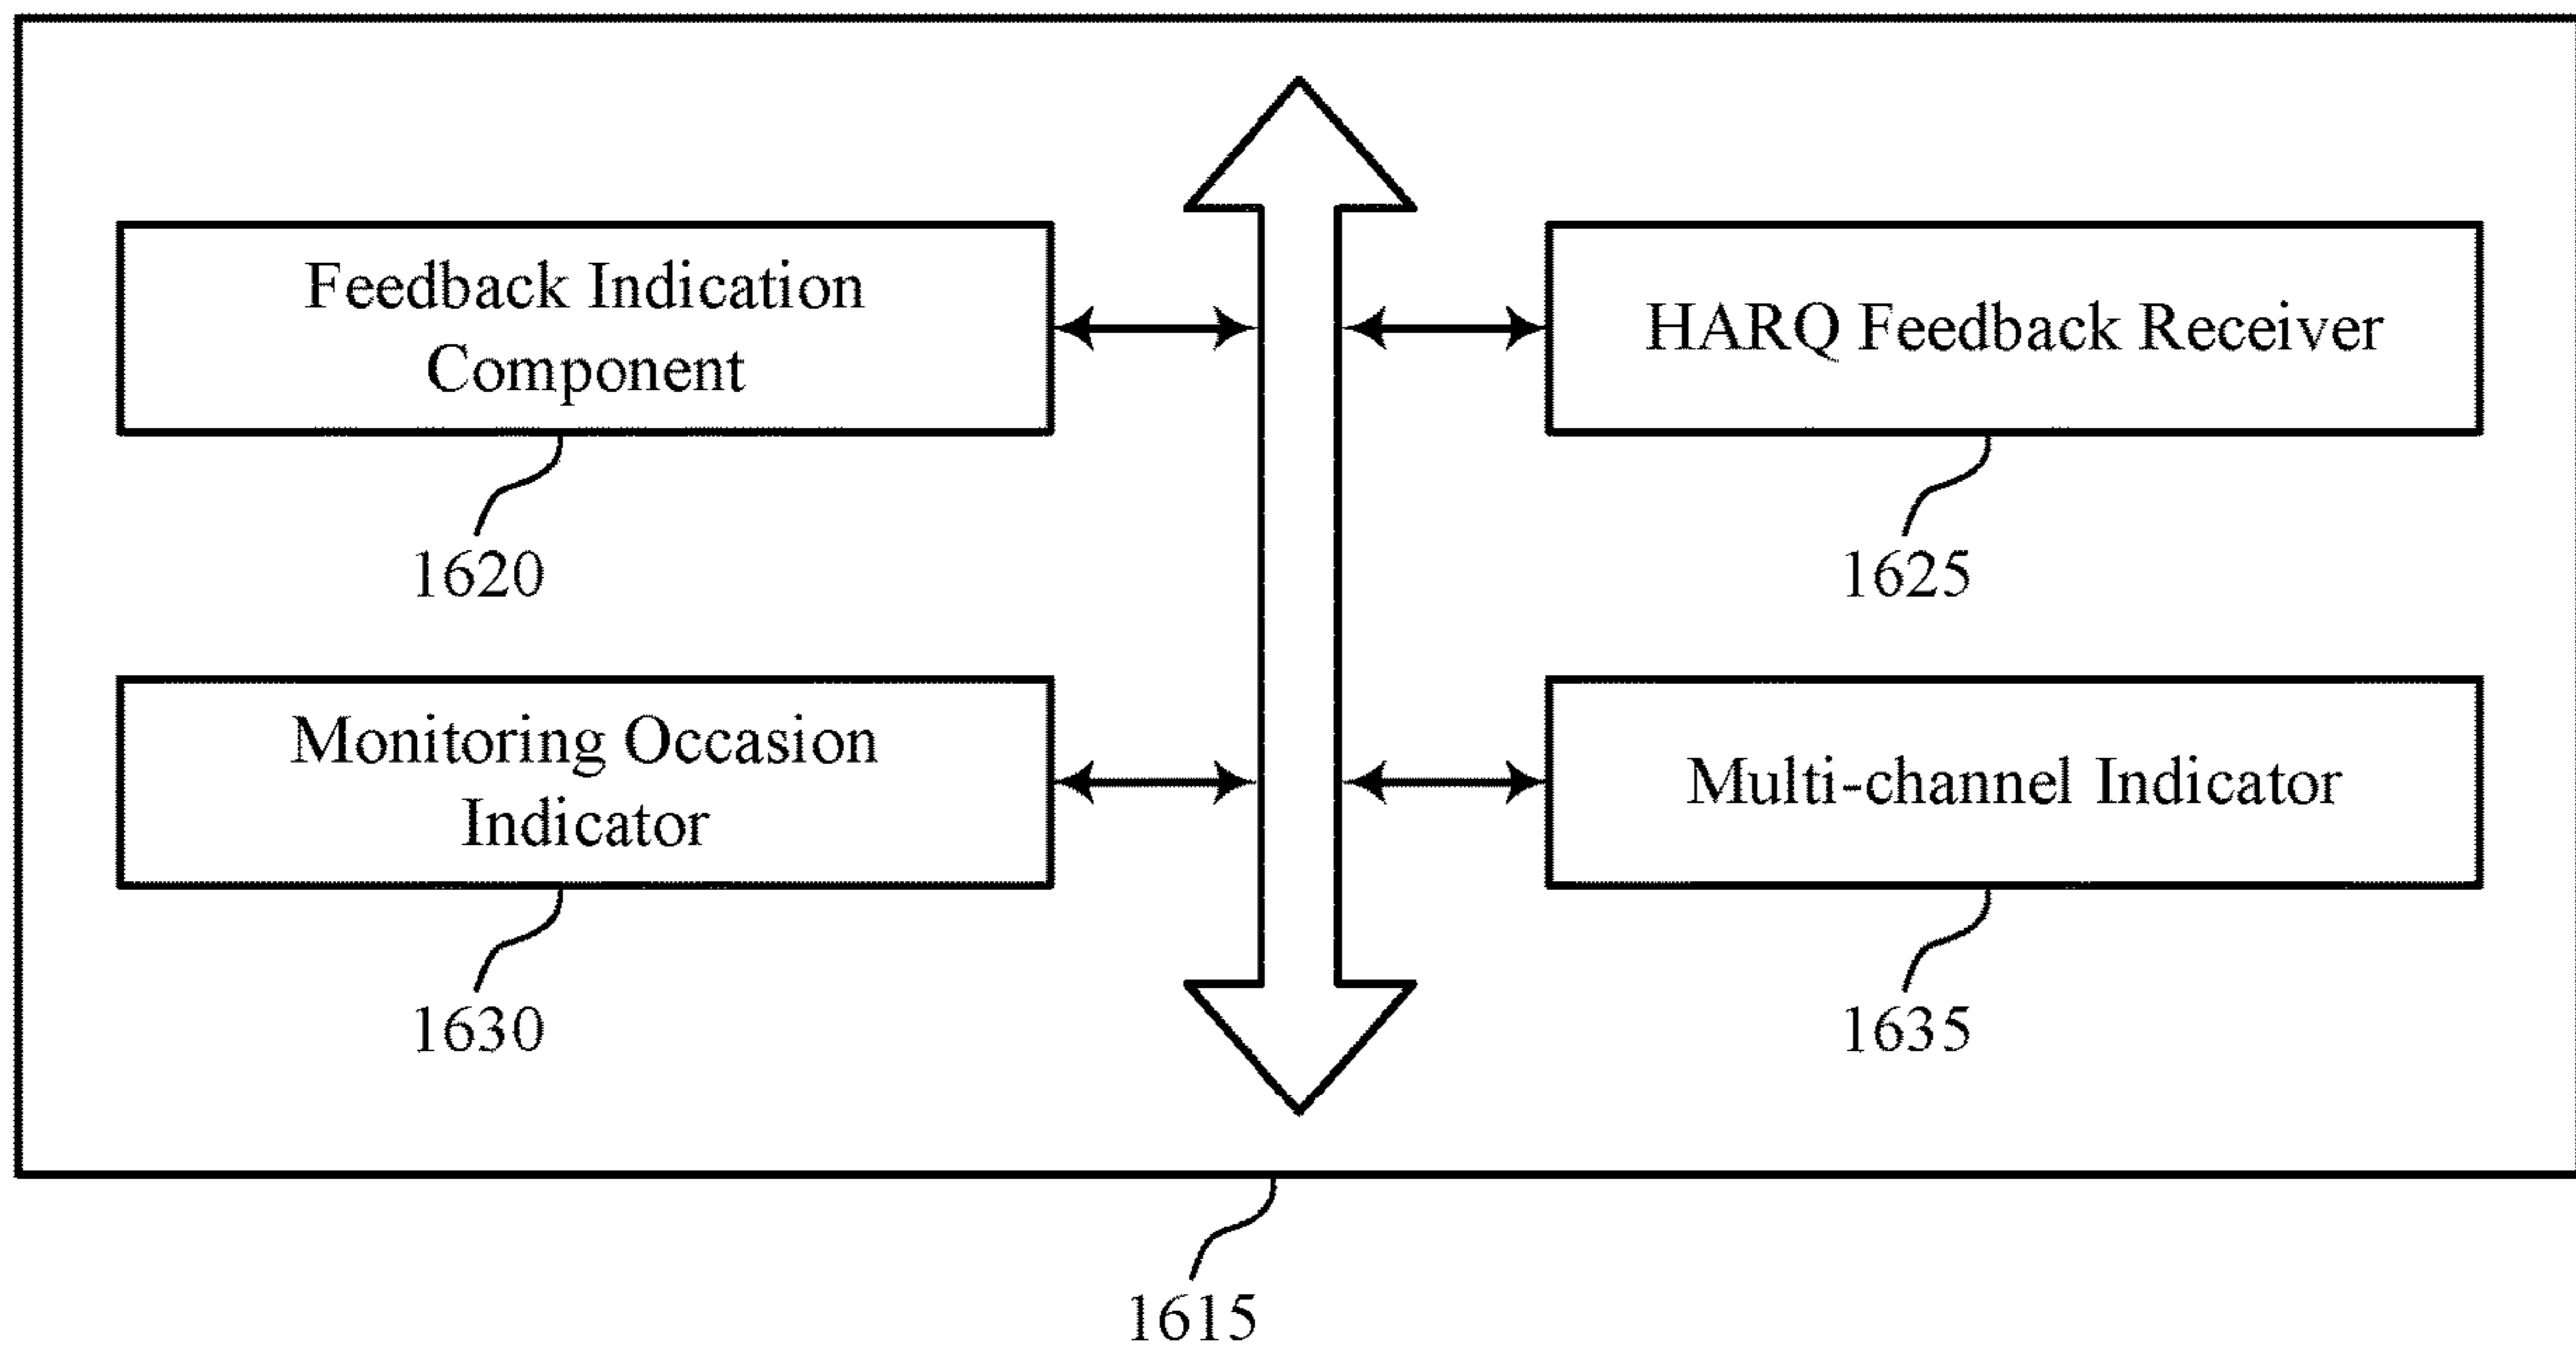 Feedback Indication
Component
1620
HARQ Feedback Receiver
1625
Monitoring Occasion
Indicator
1630
Multi-channel Indicator
1635
1615